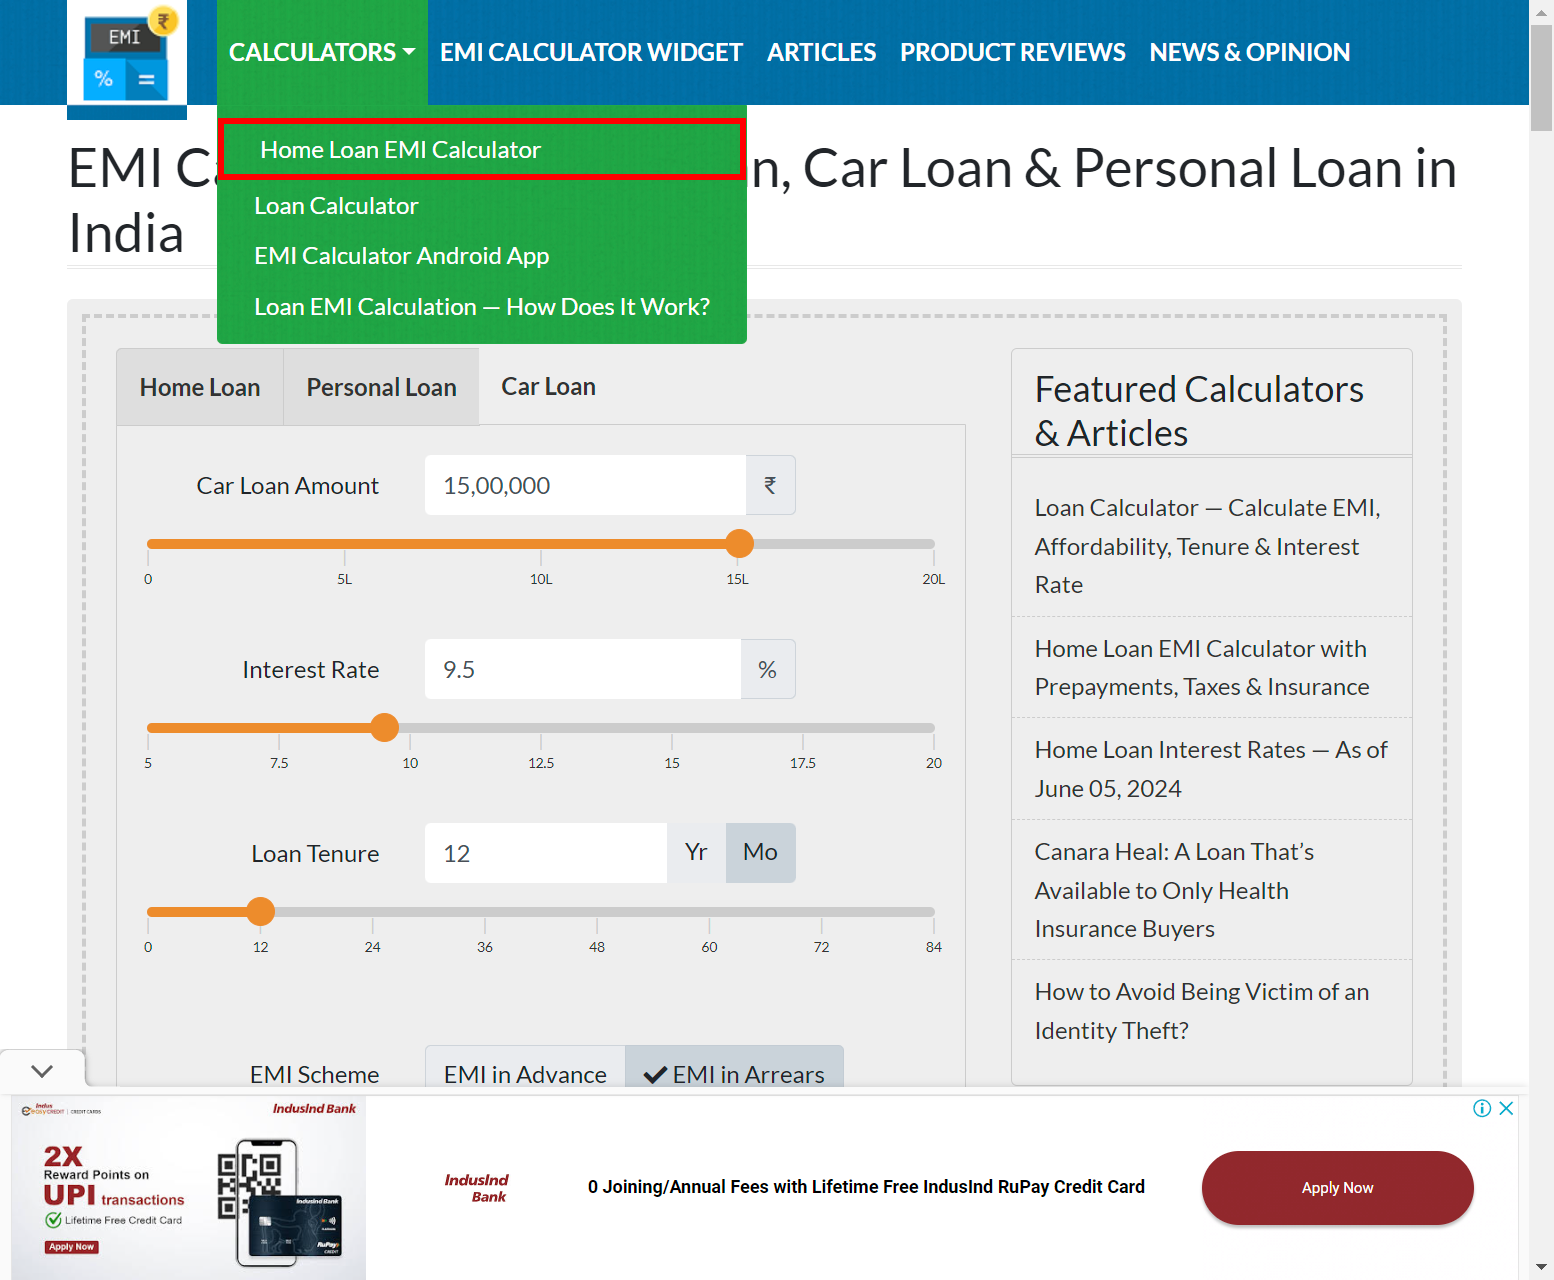 EMI
₹
%
=
CALCULATORS
EMI CALCULATOR WIDGET
ARTICLES
PRODUCT REVIEWS
NEWS & OPINION
Home Loan EMI Calculator
Loan Calculator
EMI Calculator Android App
Loan EMI Calculation — How Does It Work?
EMI C
n, Car Loan & Personal Loan in
India
Home Loan
Personal Loan
Car Loan
Car Loan Amount
15,00,000
₹
0
5L
10L
15L
20L
Interest Rate
9.5
%
5
7.5
10
12.5
15
17.5
20
Loan Tenure
12
Yr
Mo
0
12
24
36
48
60
72
84
EMI Scheme
EMI in Advance
EMI in Arrears
Featured Calculators
& Articles
Loan Calculator — Calculate EMI,
Affordability, Tenure & Interest
Rate
Home Loan EMI Calculator with
Prepayments, Taxes & Insurance
Home Loan Interest Rates — As of
June 05, 2024
Canara Heal: A Loan That's
Available to Only Health
Insurance Buyers
How to Avoid Being Victim of an
Identity Theft?
Indus
easyCREDIT | CREDIT CARDS
IndusInd Bank
2X
Reward Points on
UPI transactions
Lifetime Free Credit Card
Apply Now
IndusInd Bank
RuPay
CREDIT
IndusInd
Bank
0 Joining/Annual Fees with Lifetime Free IndusInd RuPay Credit Card
Apply Now